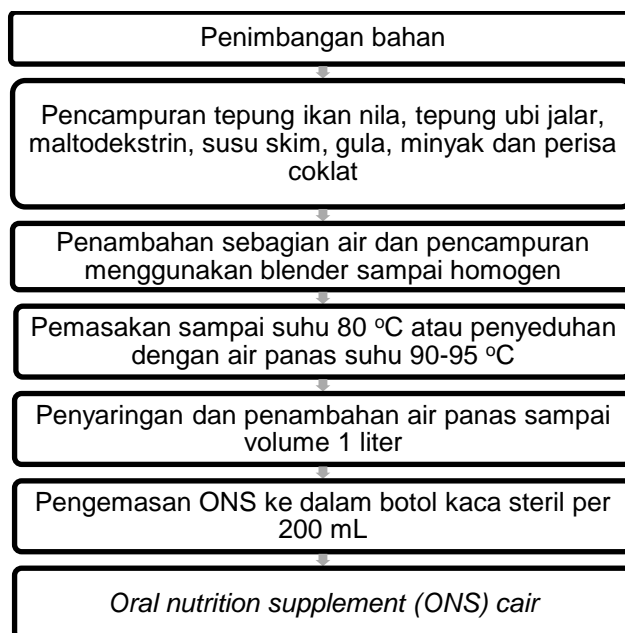 Penimbangan bahan
Pencampuran tepung ikan nila, tepung ubi jalar,
maltodekstrin, susu skim, gula, minyak dan perisa
coklat
Penambahan sebagian air dan pencampuran
menggunakan blender sampai homogen
Pemasakan sampai suhu 80 ºC atau penyeduhan
dengan air panas suhu 90-95 ºC
Penyaringan dan penambahan air panas sampai
volume 1 liter
Pengemasan ONS ke dalam botol kaca steril per
200 mL
Oral nutrition supplement (ONS) cair